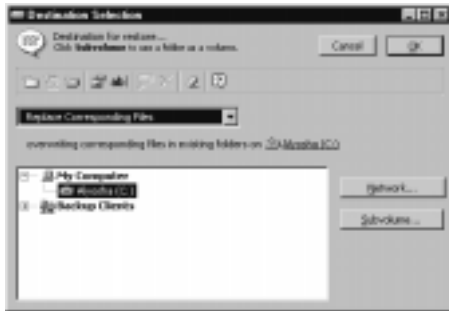 Destination Selection
Destination for restore...
Click Subvolume to use a folder as a volume.
Cancel
OK
Replace Corresponding Files
overwriting corresponding files in existing folders on
(C:)
My Computer
(C:)
Backup Clients
Network...
Subvolume...